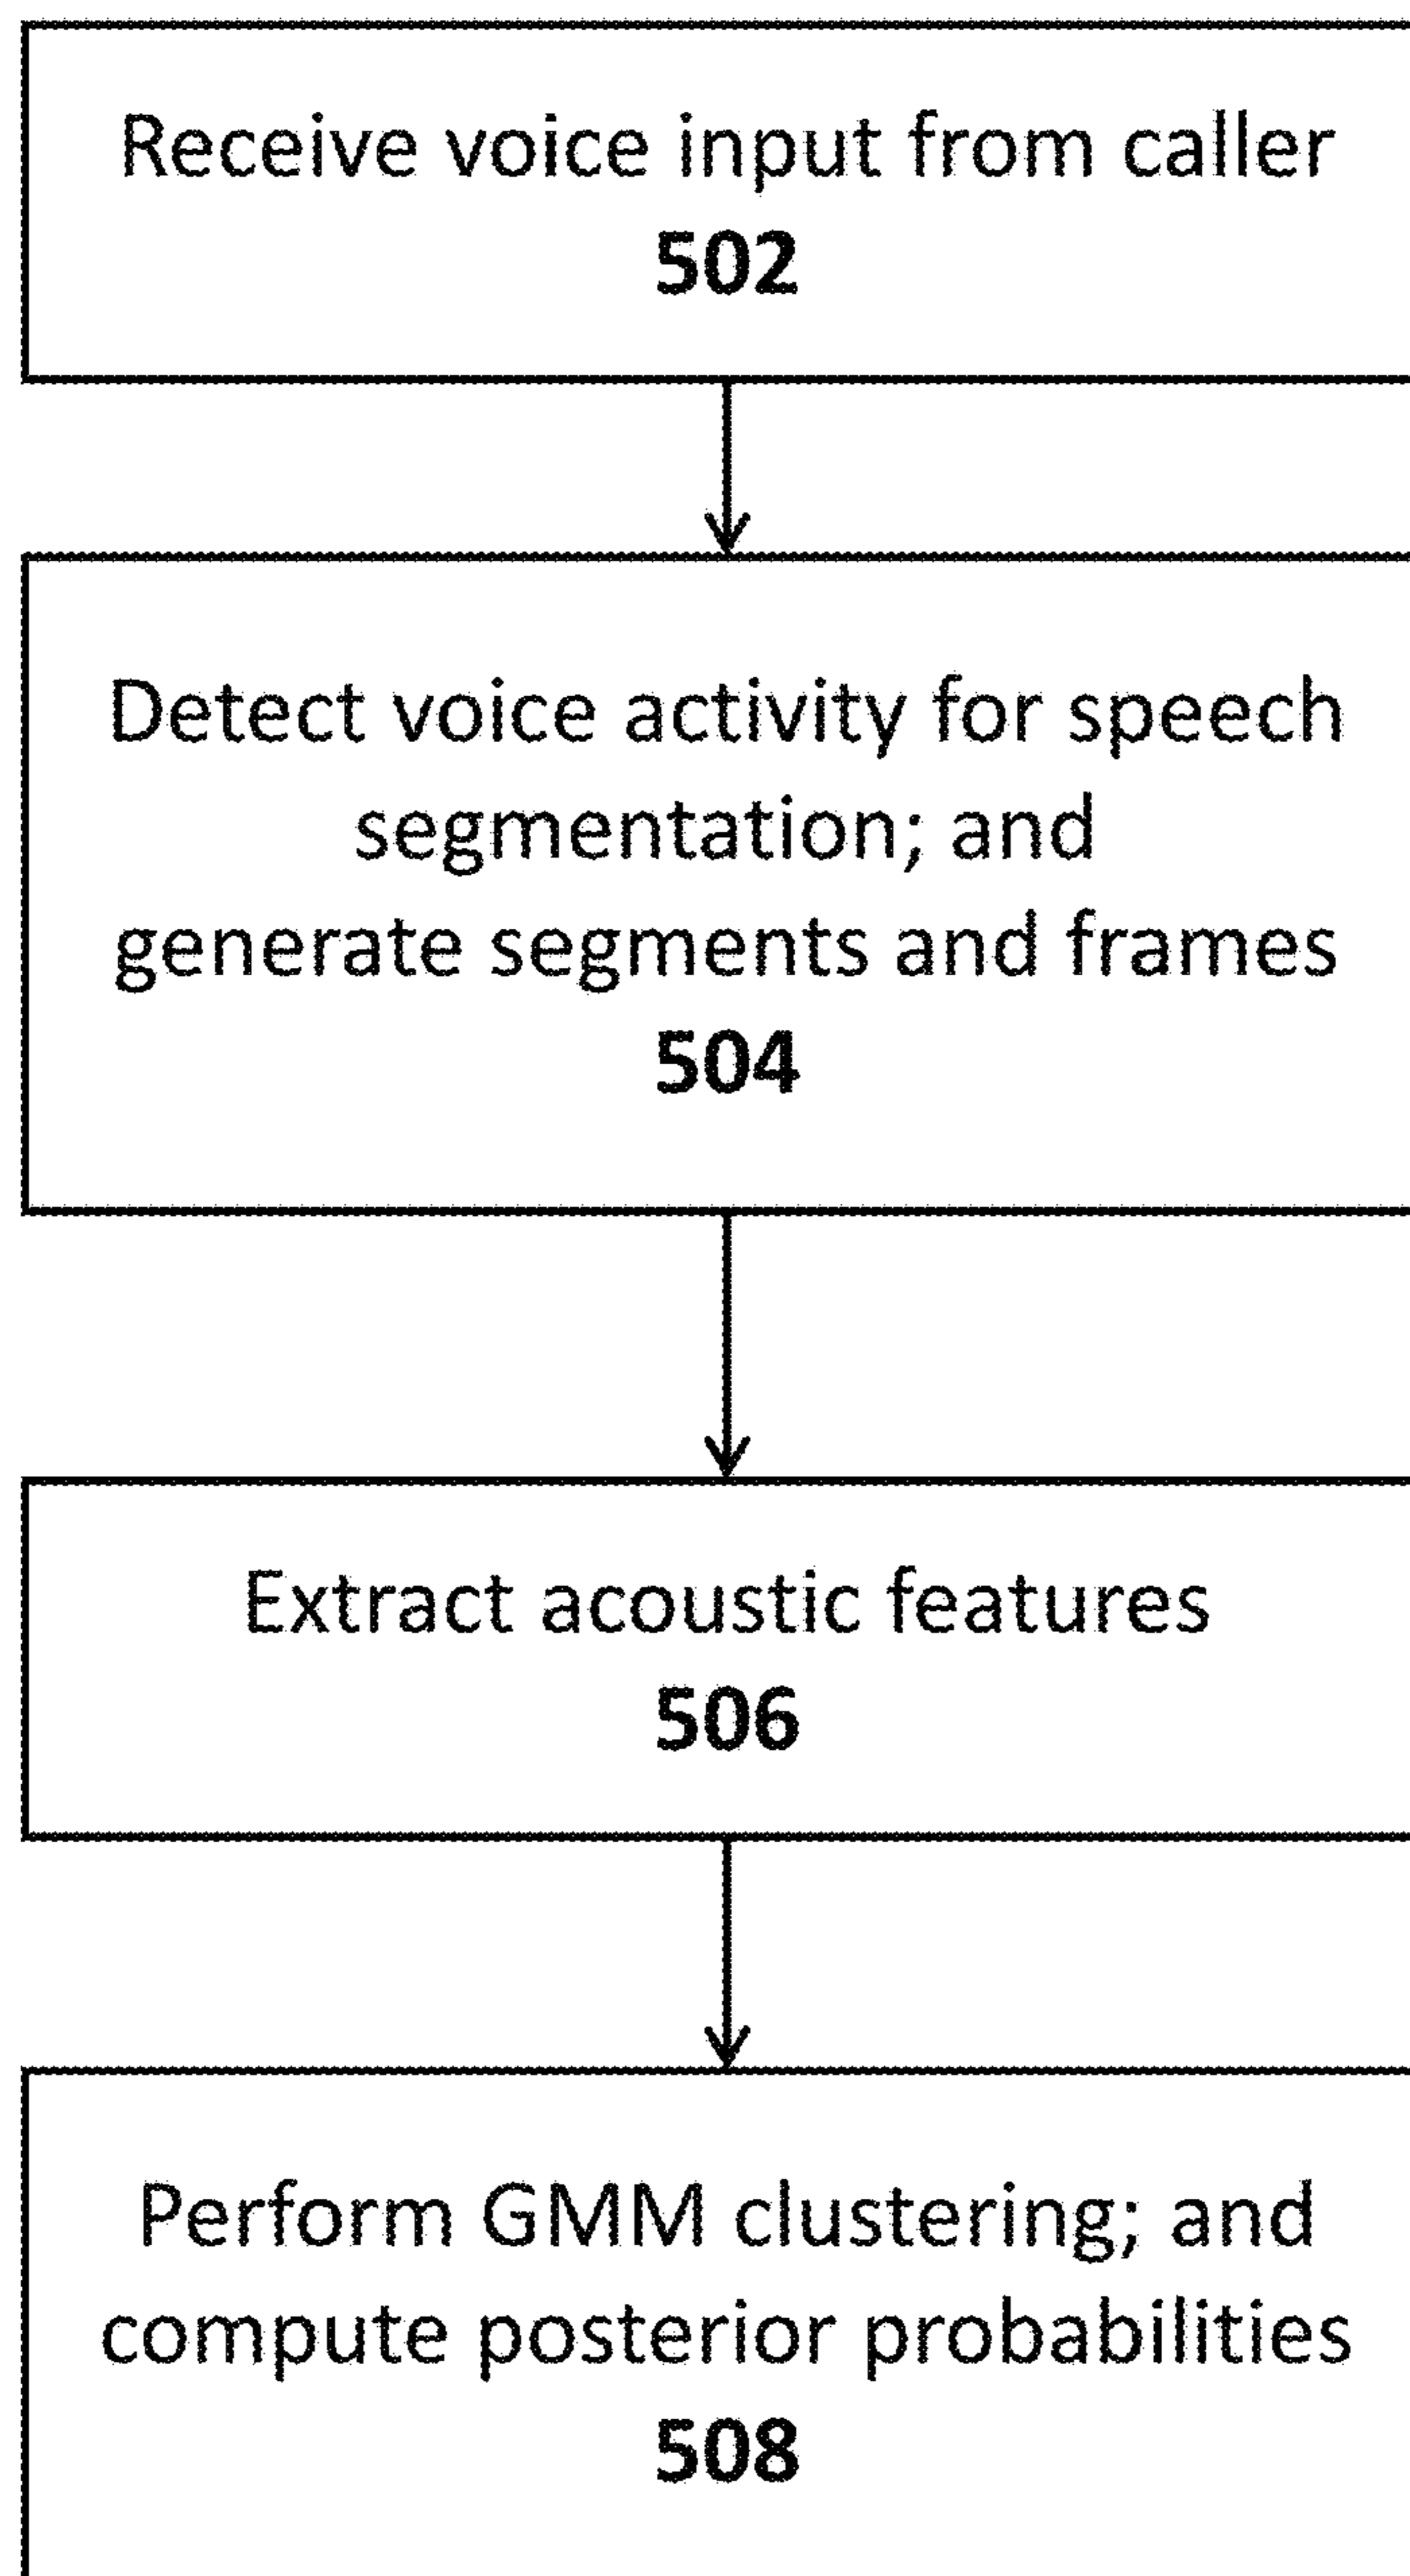 Receive voice input from caller
502
Detect voice activity for speech
segmentation; and
generate segments and frames
504
Extract acoustic features
506
Perform GMM clustering; and
compute posterior probabilities
508